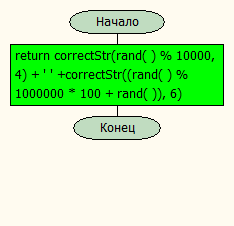 Начало
return correctStr(rand( ) % 10000,
4) + ' ' +correctStr((rand( ) %
1000000 * 100 + rand( )), 6)
Конец